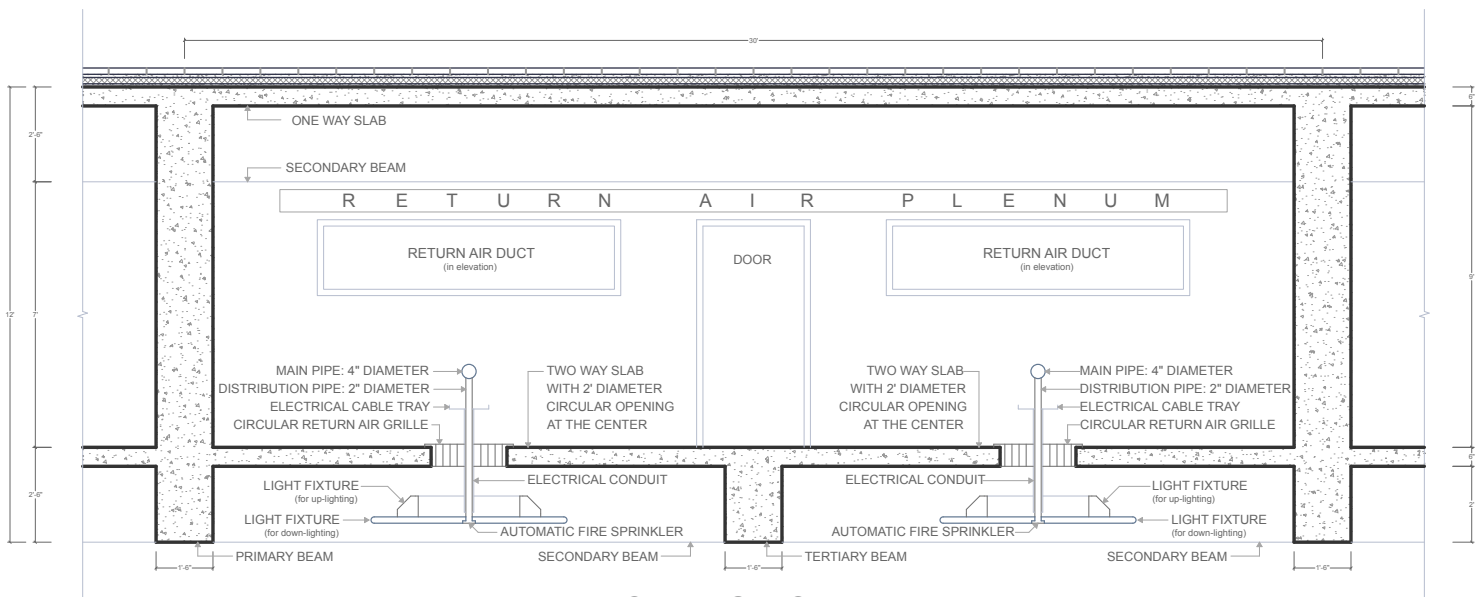 30'
ONE WAY SLAB
6"
2'-6"
SECONDARY BEAM
RETURN AIR PLENUM
RETURN AIR DUCT
(in elevation)
DOOR
RETURN AIR DUCT
(in elevation)
12'
7'
9'
MAIN PIPE: 4" DIAMETER
DISTRIBUTION PIPE: 2" DIAMETER
ELECTRICAL CABLE TRAY
CIRCULAR RETURN AIR GRILLE
TWO WAY SLAB
WITH 2' DIAMETER
CIRCULAR OPENING
AT THE CENTER
TWO WAY SLAB
WITH 2' DIAMETER
CIRCULAR OPENING
AT THE CENTER
MAIN PIPE: 4" DIAMETER
DISTRIBUTION PIPE: 2" DIAMETER
ELECTRICAL CABLE TRAY
CIRCULAR RETURN AIR GRILLE
6"
2'-6"
2'
LIGHT FIXTURE
(for up-lighting)
LIGHT FIXTURE
(for down-lighting)
ELECTRICAL CONDUIT
AUTOMATIC FIRE SPRINKLER
ELECTRICAL CONDUIT
AUTOMATIC FIRE SPRINKLER
LIGHT FIXTURE
(for up-lighting)
LIGHT FIXTURE
(for down-lighting)
PRIMARY BEAM
SECONDARY BEAM
TERTIARY BEAM
SECONDARY BEAM
1'-6"
1'-6"
1'-6"